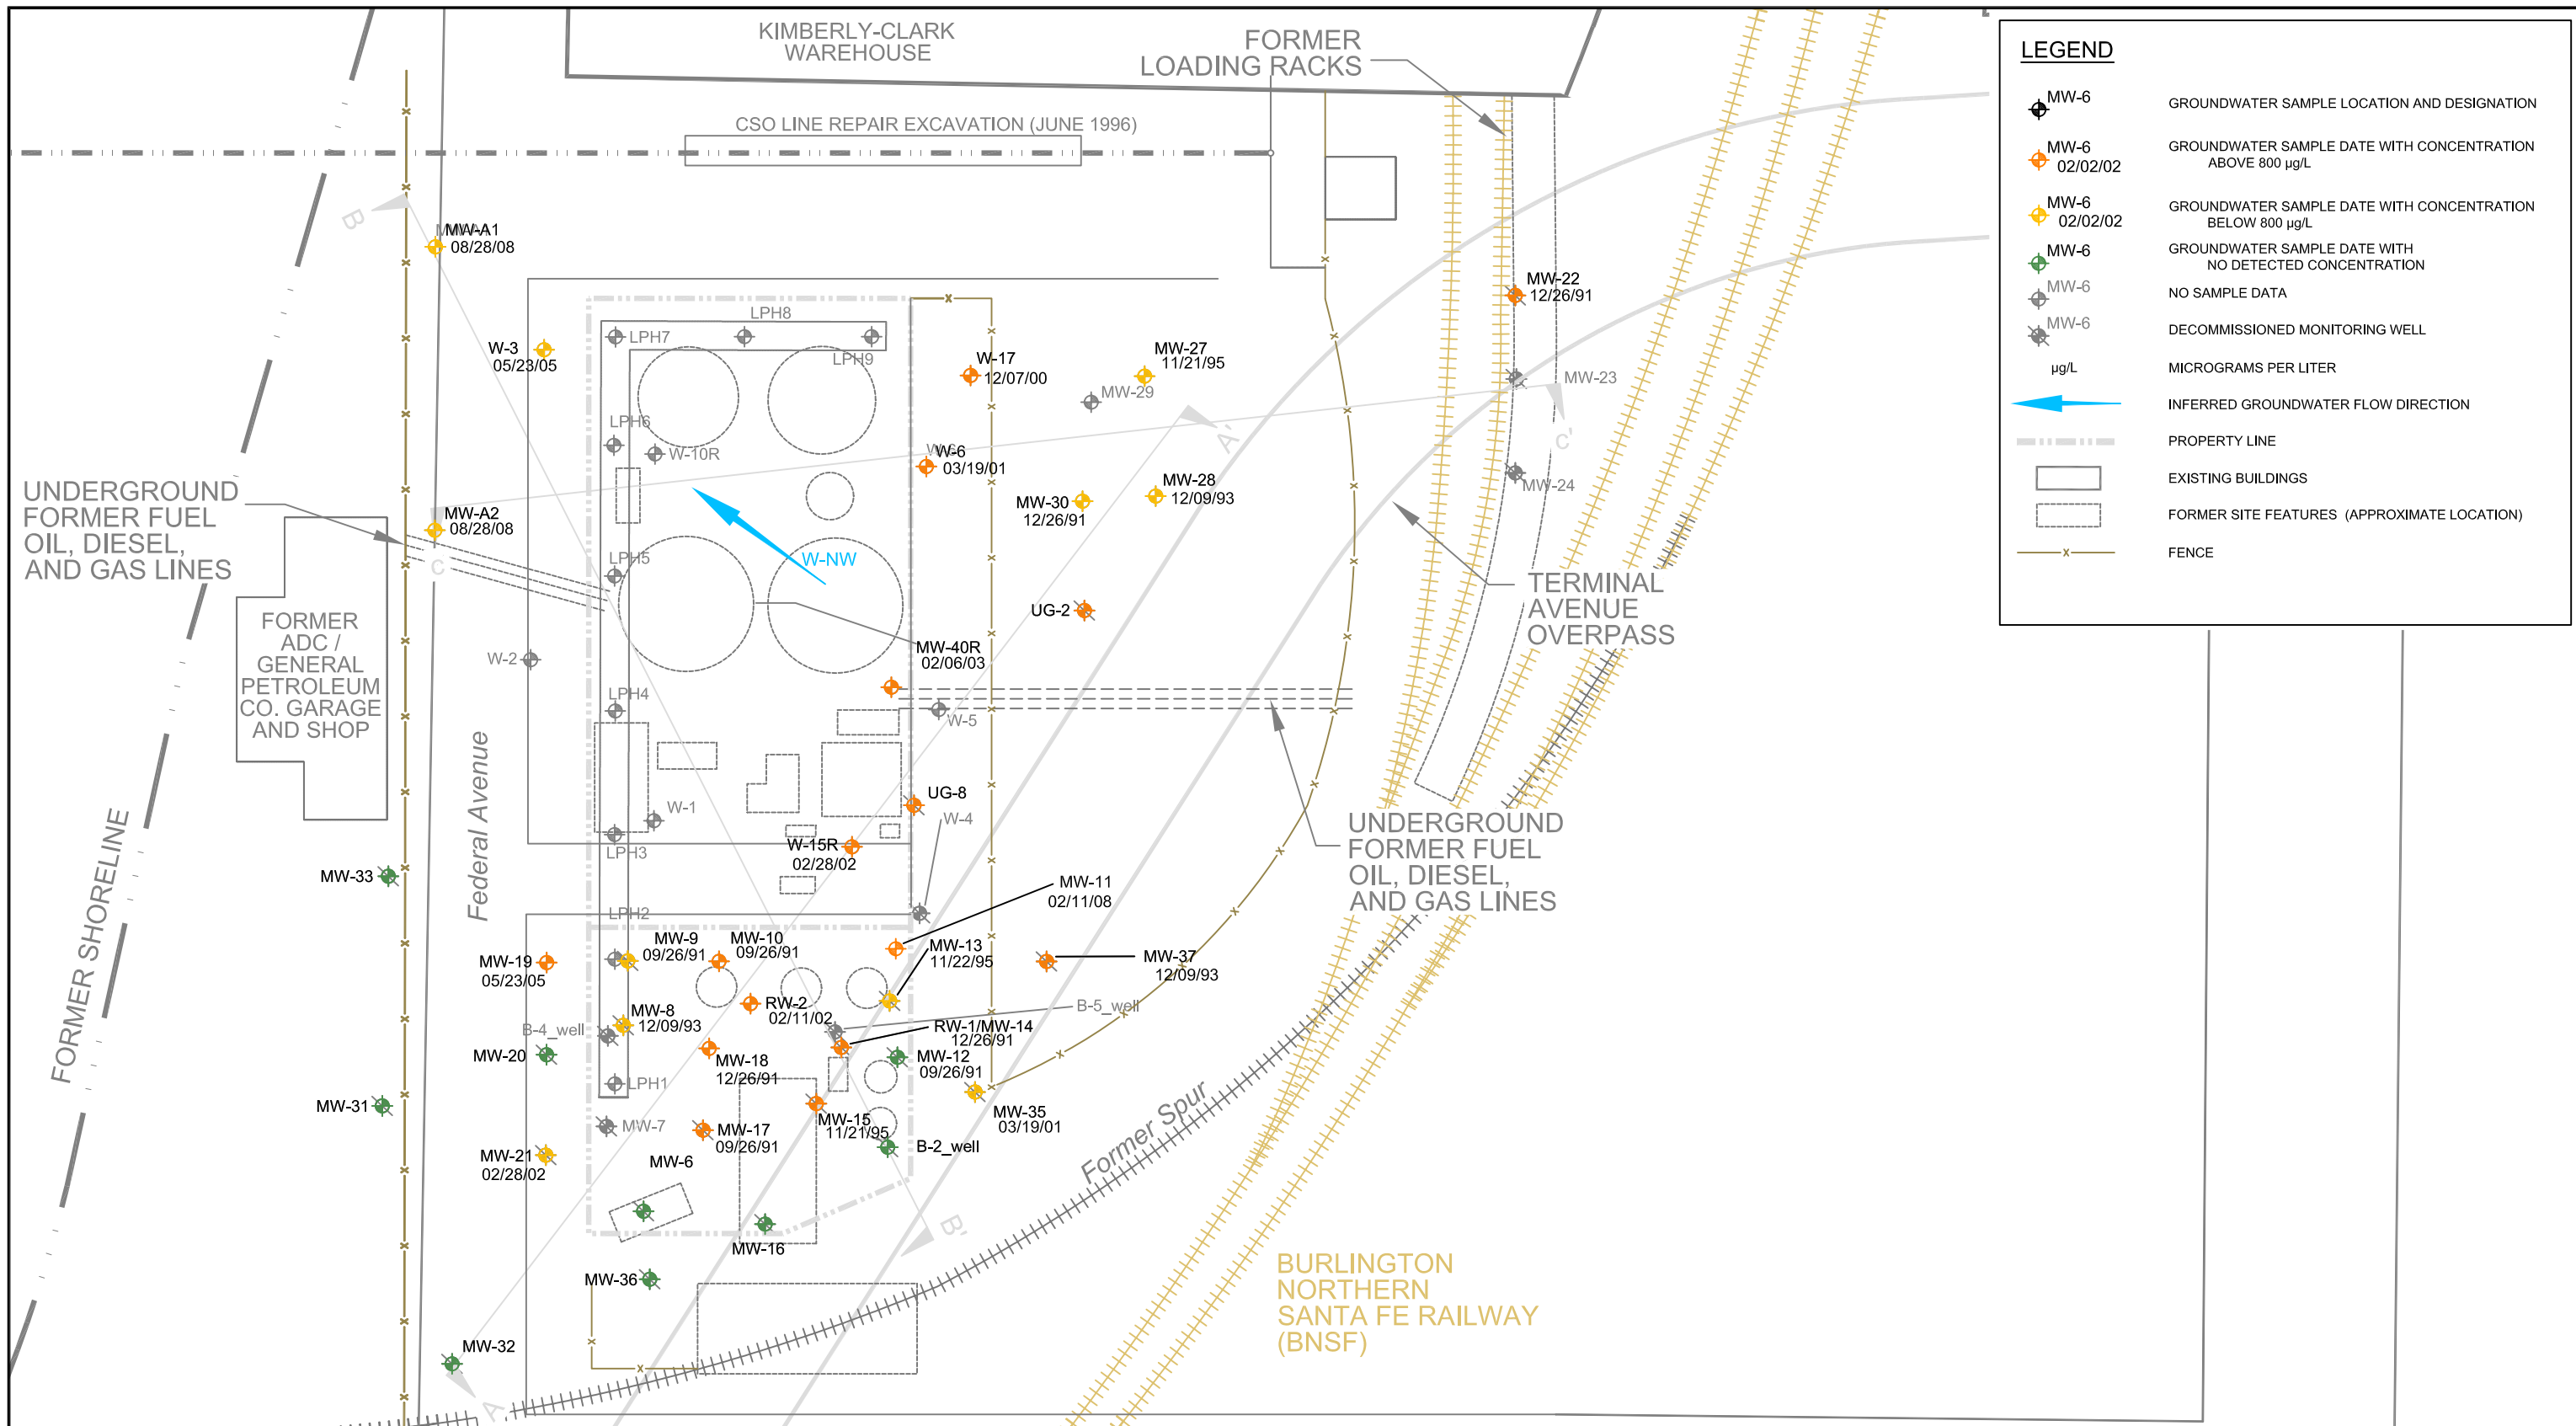 KIMBERLY-CLARK
WAREHOUSE
FORMER
LOADING RACKS
CSO LINE REPAIR EXCAVATION (JUNE 1996)
B
MW-A1
08/28/08
MW-22
12/26/91
LPH7
LPH8
LPH9
W-3
05/23/05
W-17
12/07/00
MW-27
11/21/95
MW-29
MW-23
A'
C'
LPH6
W-10R
W-6
03/19/01
MW-28
12/09/93
MW-30
12/26/91
MW-24
UNDERGROUND
FORMER FUEL
OIL, DIESEL,
AND GAS LINES
MW-A2
08/28/08
C
LPH5
W-NW
TERMINAL
AVENUE
OVERPASS
UG-2
FORMER
ADC /
GENERAL
PETROLEUM
CO. GARAGE
AND SHOP
W-2
MW-40R
02/06/03
LPH4
W-5
Federal Avenue
FORMER SHORELINE
UG-8
W-4
W-1
LPH3
W-15R
02/28/02
UNDERGROUND
FORMER FUEL
OIL, DIESEL,
AND GAS LINES
MW-33
MW-11
02/11/08
LPH2
MW-19
05/23/05
MW-9
09/26/91
MW-10
09/26/91
MW-13
11/22/95
MW-37
12/09/93
RW-2
02/11/02
B-5_well
MW-8
12/09/93
B-4_well
RW-1/MW-14
12/26/91
MW-20
MW-18
12/26/91
MW-12
09/26/91
LPH1
MW-31
MW-7
MW-17
09/26/91
MW-15
11/21/95
MW-35
03/19/01
B-2_well
MW-21
02/28/02
MW-6
MW-16
B'
Former Spur
MW-36
MW-32
A
BURLINGTON
NORTHERN
SANTA FE RAILWAY
(BNSF)
LEGEND
MW-6
GROUNDWATER SAMPLE LOCATION AND DESIGNATION
MW-6
02/02/02
GROUNDWATER SAMPLE DATE WITH CONCENTRATION
ABOVE 800 µg/L
MW-6
02/02/02
GROUNDWATER SAMPLE DATE WITH CONCENTRATION
BELOW 800 µg/L
MW-6
GROUNDWATER SAMPLE DATE WITH
NO DETECTED CONCENTRATION
MW-6
NO SAMPLE DATA
MW-6
DECOMMISSIONED MONITORING WELL
µg/L
MICROGRAMS PER LITER
INFERRED GROUNDWATER FLOW DIRECTION
PROPERTY LINE
EXISTING BUILDINGS
FORMER SITE FEATURES (APPROXIMATE LOCATION)
FENCE